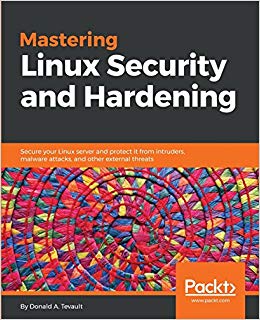 Mastering
Linux Security
and Hardening
Secure your Linux server and protect it from intruders,
malware attacks, and other external threats
Packt>
www.packt.com
By Donald A. Tevault